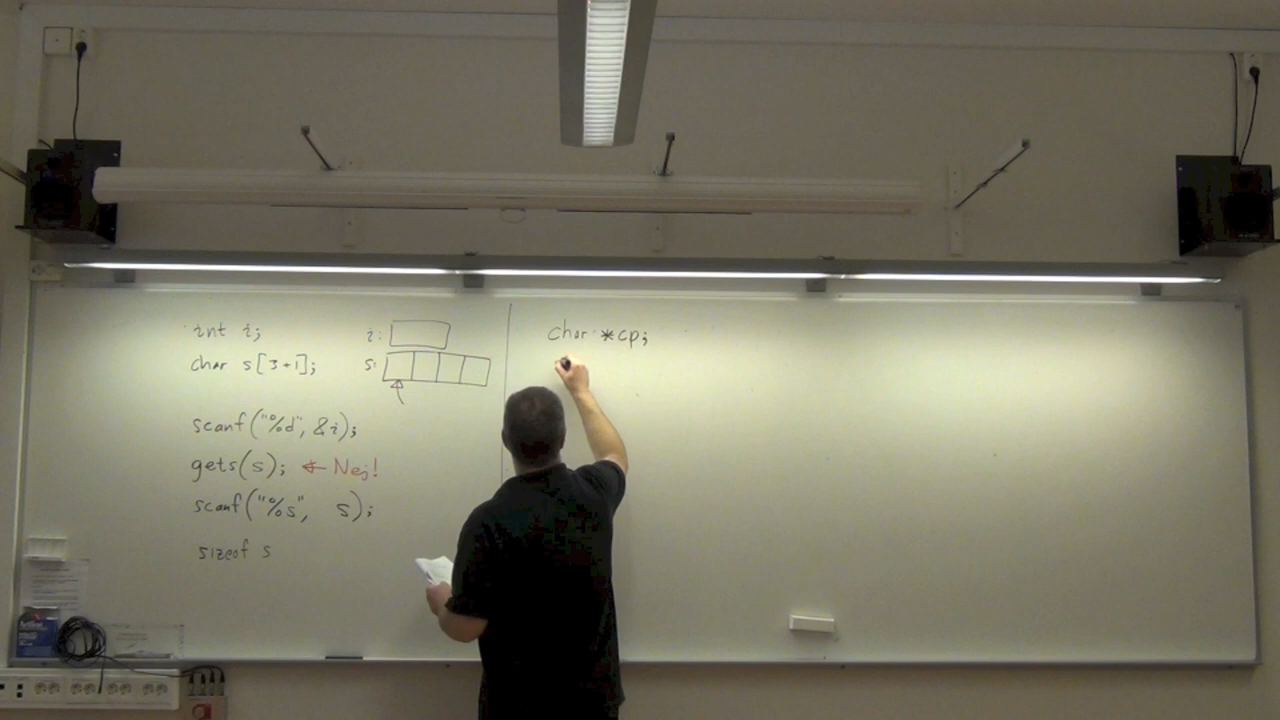 int i;
i:
char s[3+1];
s:
scanf("%d", &i);
gets(s); ← Nej!
scanf("%s", s);
sizeof s
char *cp;